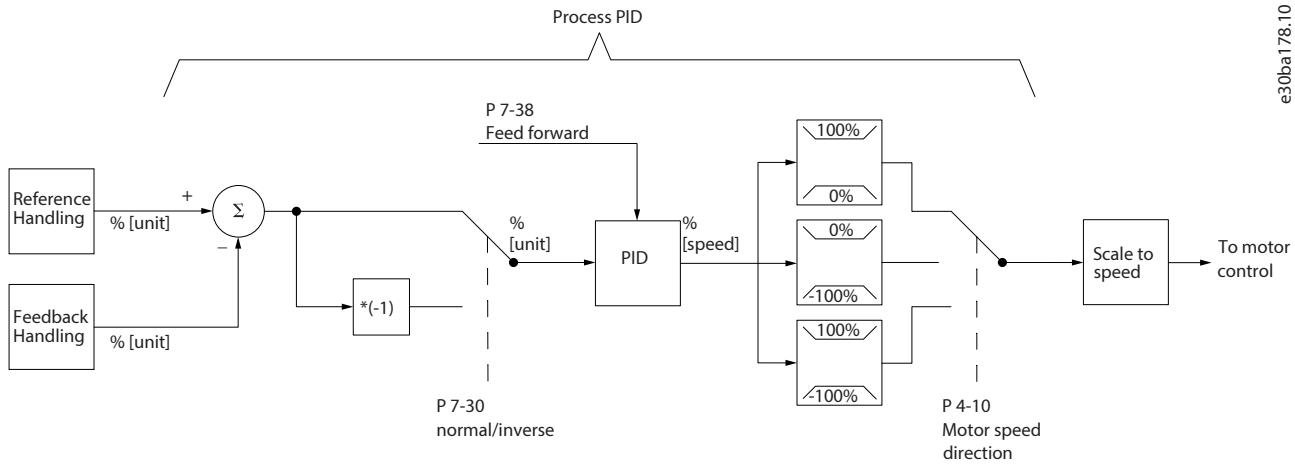 Process PID
e30ba178.10
P 7-38
Feed forward
Reference
Handling
% [unit]
+
Σ
−
Feedback
Handling
% [unit]
*(-1)
%
[unit]
PID
%
[speed]
100%
0%
0%
-100%
100%
-100%
Scale to
speed
To motor
control
P 7-30
normal/inverse
P 4-10
Motor speed
direction